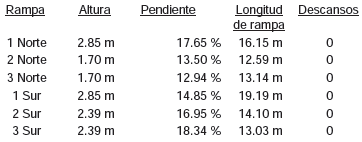 Rampa Altura Pendiente Longitud de rampa Descansos
1 Norte 2.85 m 17.65 % 16.15 m 0
2 Norte 1.70 m 13.50 % 12.59 m 0
3 Norte 1.70 m 12.94 % 13.14 m 0
1 Sur 2.85 m 14.85 % 19.19 m 0
2 Sur 2.39 m 16.95 % 14.10 m 0
3 Sur 2.39 m 18.34 % 13.03 m 0